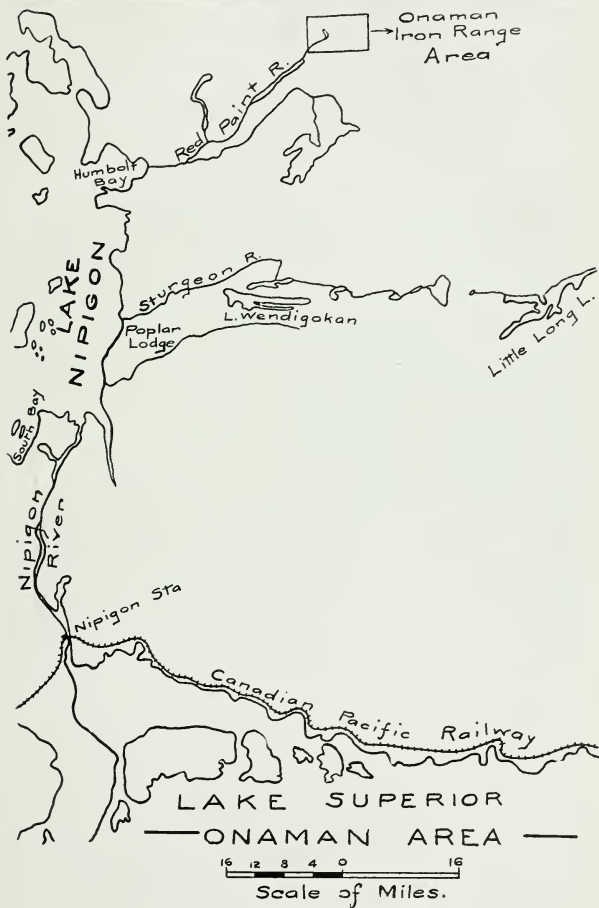 Onaman
Iron Range
Area
Red Paint R.
Humbolt
Bay
LAKE
NIPIGON
Sturgeon R.
L. Wendigokan
Poplar
Lodge
Little Long L.
South Bay
Nipigon
River
Nipigon Sta
Canadian Pacific Railway
LAKE SUPERIOR
ONAMAN AREA
16 12 8 4 0 16
Scale of Miles.